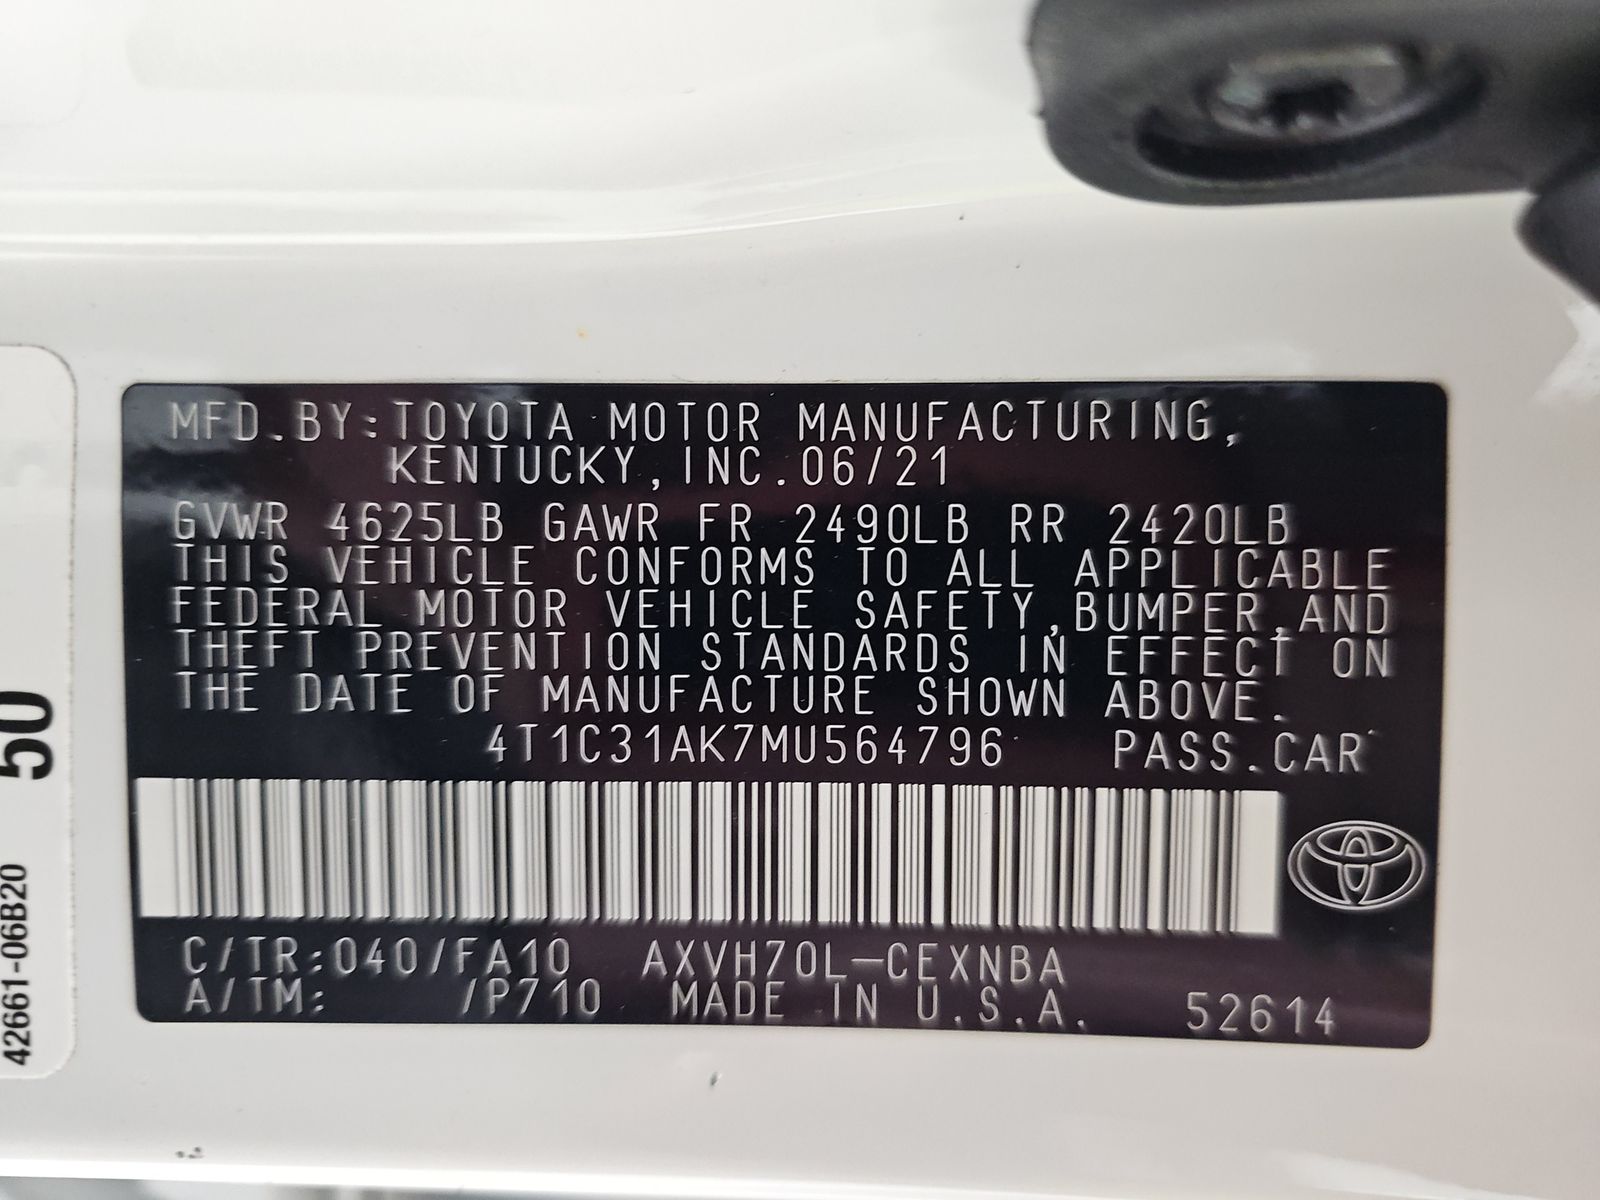 MFD.BY:TOYOTA MOTOR MANUFACTURING,
KENTUCKY,INC.06/21
GVWR 4625LB GAWR FR 2490LB RR 2420LB
THIS VEHICLE CONFORMS TO ALL APPLICABLE
FEDERAL MOTOR VEHICLE SAFETY,BUMPER,AND
THEFT PREVENTION STANDARDS IN EFFECT ON
THE DATE OF MANUFACTURE SHOWN ABOVE.
4T1C31AK7MU564796 PASS.CAR
C/TR:040/FA10 AXVH70L-CEXNBA
A/TM: /P710 MADE IN U.S.A. 52614
50
42661-06B20